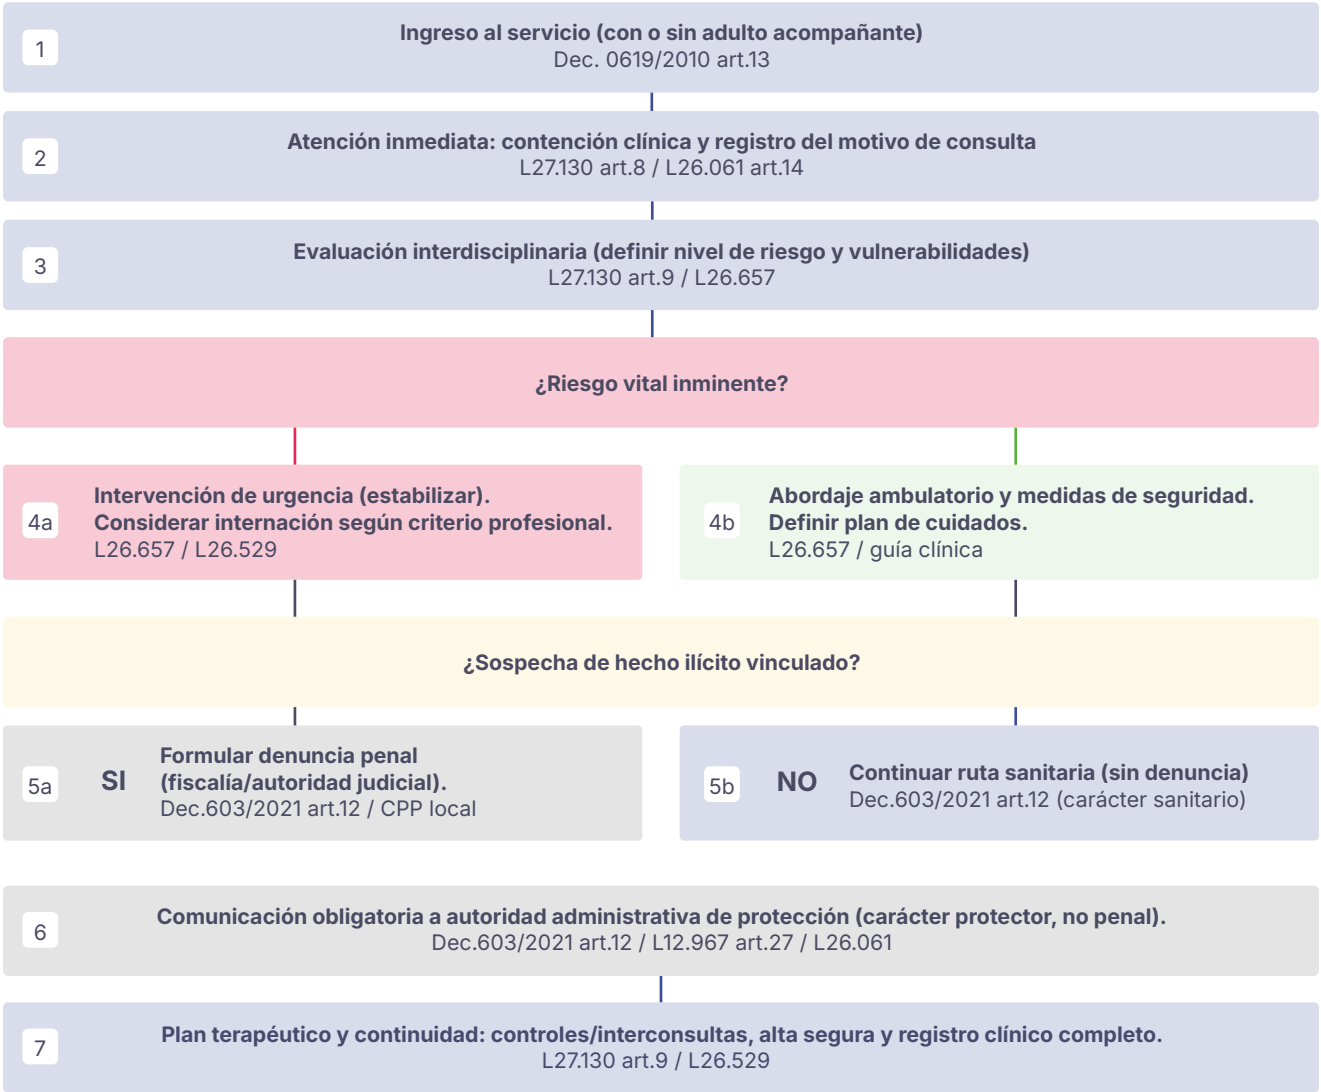 1
Ingreso al servicio (con o sin adulto acompañante)
Dec. 0619/2010 art.13
2
Atención inmediata: contención clínica y registro del motivo de consulta
L27.130 art.8 / L26.061 art.14
3
Evaluación interdisciplinaria (definir nivel de riesgo y vulnerabilidades)
L27.130 art.9 / L26.657
¿Riesgo vital inminente?
4a
Intervención de urgencia (estabilizar).
Considerar internación según criterio profesional.
L26.657 / L26.529
4b
Abordaje ambulatorio y medidas de seguridad.
Definir plan de cuidados.
L26.657 / guía clínica
¿Sospecha de hecho ilícito vinculado?
5a
SI
Formular denuncia penal
(fiscalía/autoridad judicial).
Dec.603/2021 art.12 / CPP local
5b
NO
Continuar ruta sanitaria (sin denuncia)
Dec.603/2021 art.12 (carácter sanitario)
6
Comunicación obligatoria a autoridad administrativa de protección (carácter protector, no penal).
Dec.603/2021 art.12 / L12.967 art.27 / L26.061
7
Plan terapéutico y continuidad: controles/interconsultas, alta segura y registro clínico completo.
L27.130 art.9 / L26.529